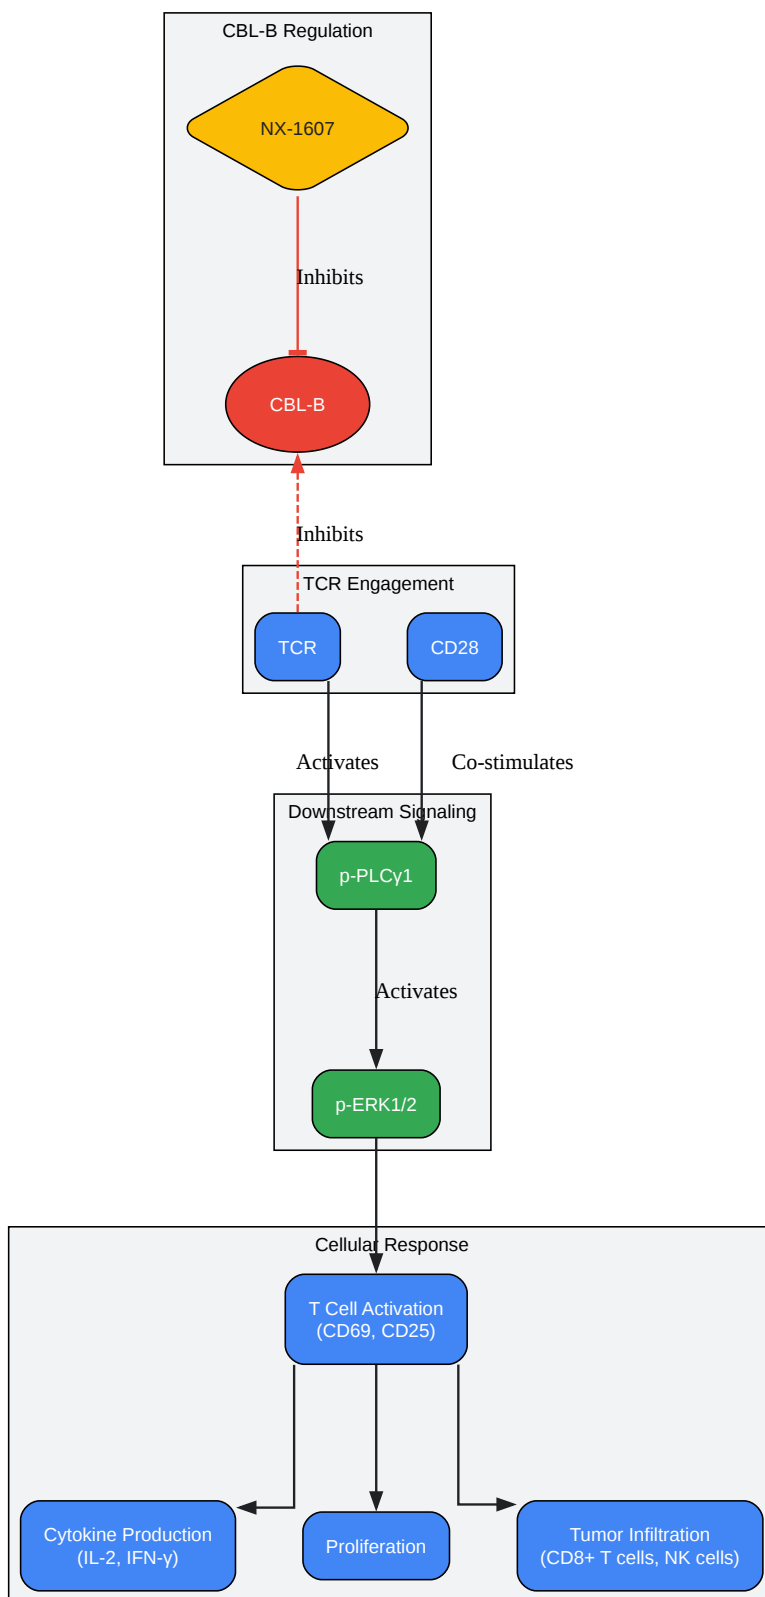 CBL-B Regulation
NX-1607
Inhibits
CBL-B
Inhibits
TCR Engagement
TCR
CD28
Activates
Co-stimulates
Downstream Signaling
p-PLCγ1
Activates
p-ERK1/2
Cellular Response
T Cell Activation
(CD69, CD25)
Cytokine Production
(IL-2, IFN-γ)
Proliferation
Tumor Infiltration
(CD8+ T cells, NK cells)